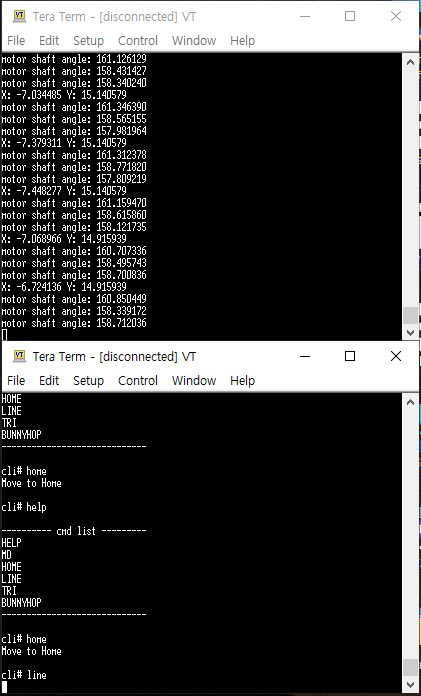 Tera Term - [disconnected] VT
File Edit Setup Control Window Help
motor shaft angle: 161.126129
motor shaft angle: 158.431427
motor shaft angle: 158.340240
X: -7.034485 Y: 15.140579
motor shaft angle: 161.346390
motor shaft angle: 158.565155
motor shaft angle: 157.981964
X: -7.379311 Y: 15.140579
motor shaft angle: 161.312378
motor shaft angle: 158.771820
motor shaft angle: 157.809219
X: -7.448277 Y: 15.140579
motor shaft angle: 161.159470
motor shaft angle: 158.615860
motor shaft angle: 158.121735
X: -7.068966 Y: 14.915939
motor shaft angle: 160.707336
motor shaft angle: 158.495743
motor shaft angle: 158.700836
X: -6.724136 Y: 14.915939
motor shaft angle: 160.850449
motor shaft angle: 158.339172
motor shaft angle: 158.712036
Tera Term - [disconnected] VT
File Edit Setup Control Window Help
HOME
LINE
TRI
BUNNYHOP
-----------------------------
cli# home
Move to Home
cli# help
---------- cmd list ---------
HELP
MD
HOME
LINE
TRI
BUNNYHOP
-----------------------------
cli# home
Move to Home
cli# line